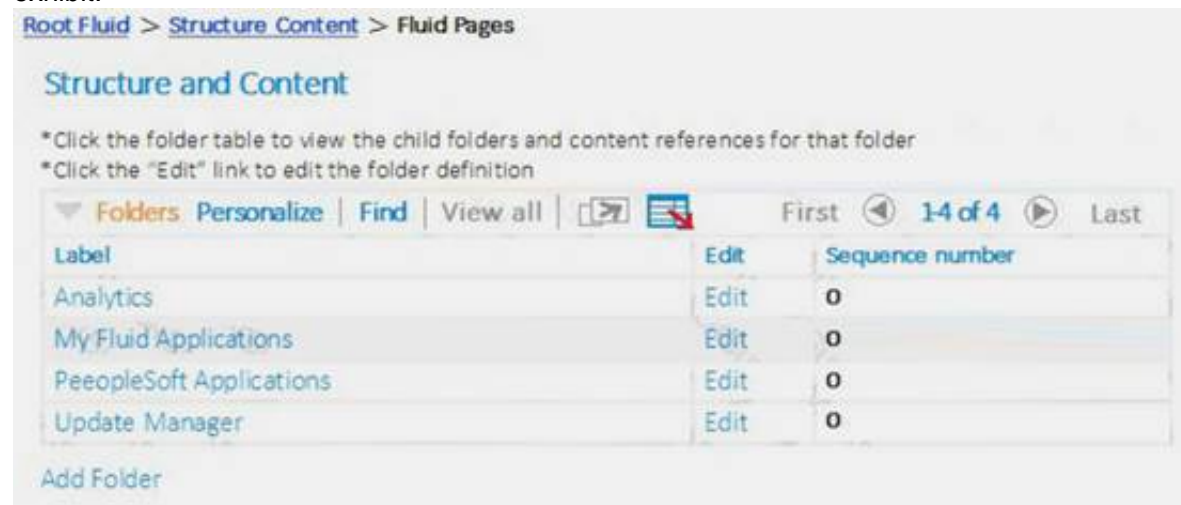 Root Fluid > Structure Content > Fluid Pages
Structure and Content
*Click the folder table to view the child folders and content references for that folder
*Click the "Edit" link to edit the folder definition
Folders Personalize | Find | View all | First 1-4 of 4 Last
Label Edit Sequence number
Analytics Edit 0
My Fluid Applications Edit 0
PeeopleSoft Applications Edit 0
Update Manager Edit 0
Add Folder